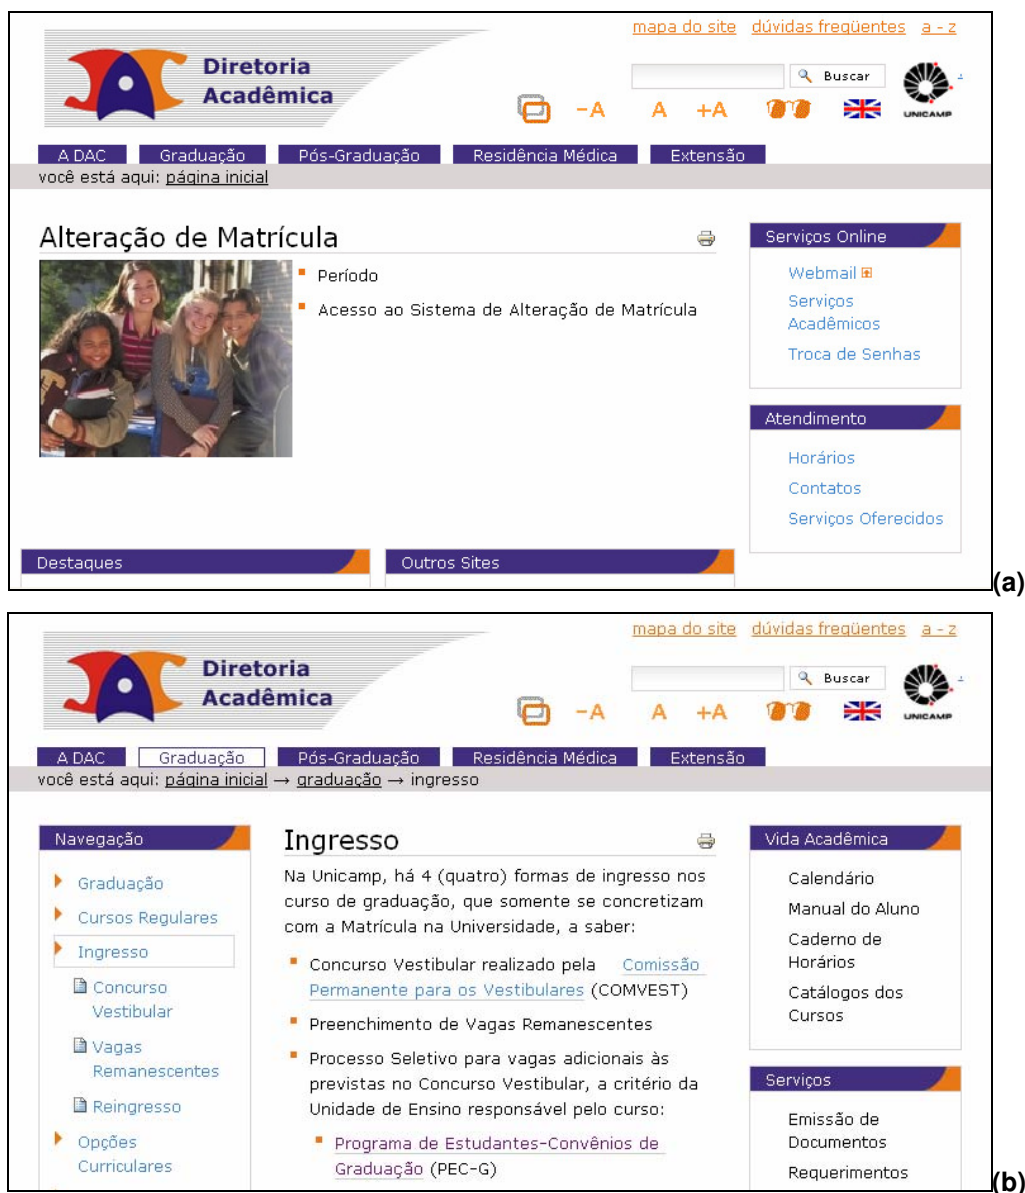 mapa do site dúvidas freqüentes a - z
Diretoria
Acadêmica
Buscar
-A A +A
UNICAMP
A DAC Graduação Pós-Graduação Residência Médica Extensão
você está aqui: página inicial
Alteração de Matrícula
Período
Acesso ao Sistema de Alteração de Matrícula
Serviços Online
Webmail
Serviços
Acadêmicos
Troca de Senhas
Atendimento
Horários
Contatos
Serviços Oferecidos
Destaques
Outros Sites
(a)
mapa do site dúvidas freqüentes a - z
Diretoria
Acadêmica
Buscar
-A A +A
UNICAMP
A DAC Graduação Pós-Graduação Residência Médica Extensão
você está aqui: página inicial → graduação → ingresso
Navegação
Graduação
Cursos Regulares
Ingresso
Concurso
Vestibular
Vagas
Remanescentes
Reingresso
Opções
Curriculares
Ingresso
Na Unicamp, há 4 (quatro) formas de ingresso nos
curso de graduação, que somente se concretizam
com a Matrícula na Universidade, a saber:
Concurso Vestibular realizado pela Comissão
Permanente para os Vestibulares (COMVEST)
Preenchimento de Vagas Remanescentes
Processo Seletivo para vagas adicionais às
previstas no Concurso Vestibular, a critério da
Unidade de Ensino responsável pelo curso:
Programa de Estudantes-Convênios de
Graduação (PEC-G)
Vida Acadêmica
Calendário
Manual do Aluno
Caderno de
Horários
Catálogos dos
Cursos
Serviços
Emissão de
Documentos
Requerimentos
(b)